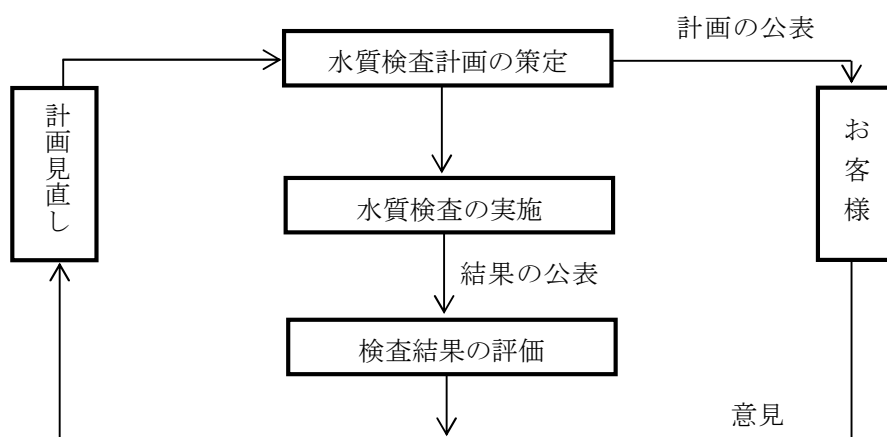 計画の公表
水質検査計画の策定
計画見直し
お客様
水質検査の実施
結果の公表
検査結果の評価
意見